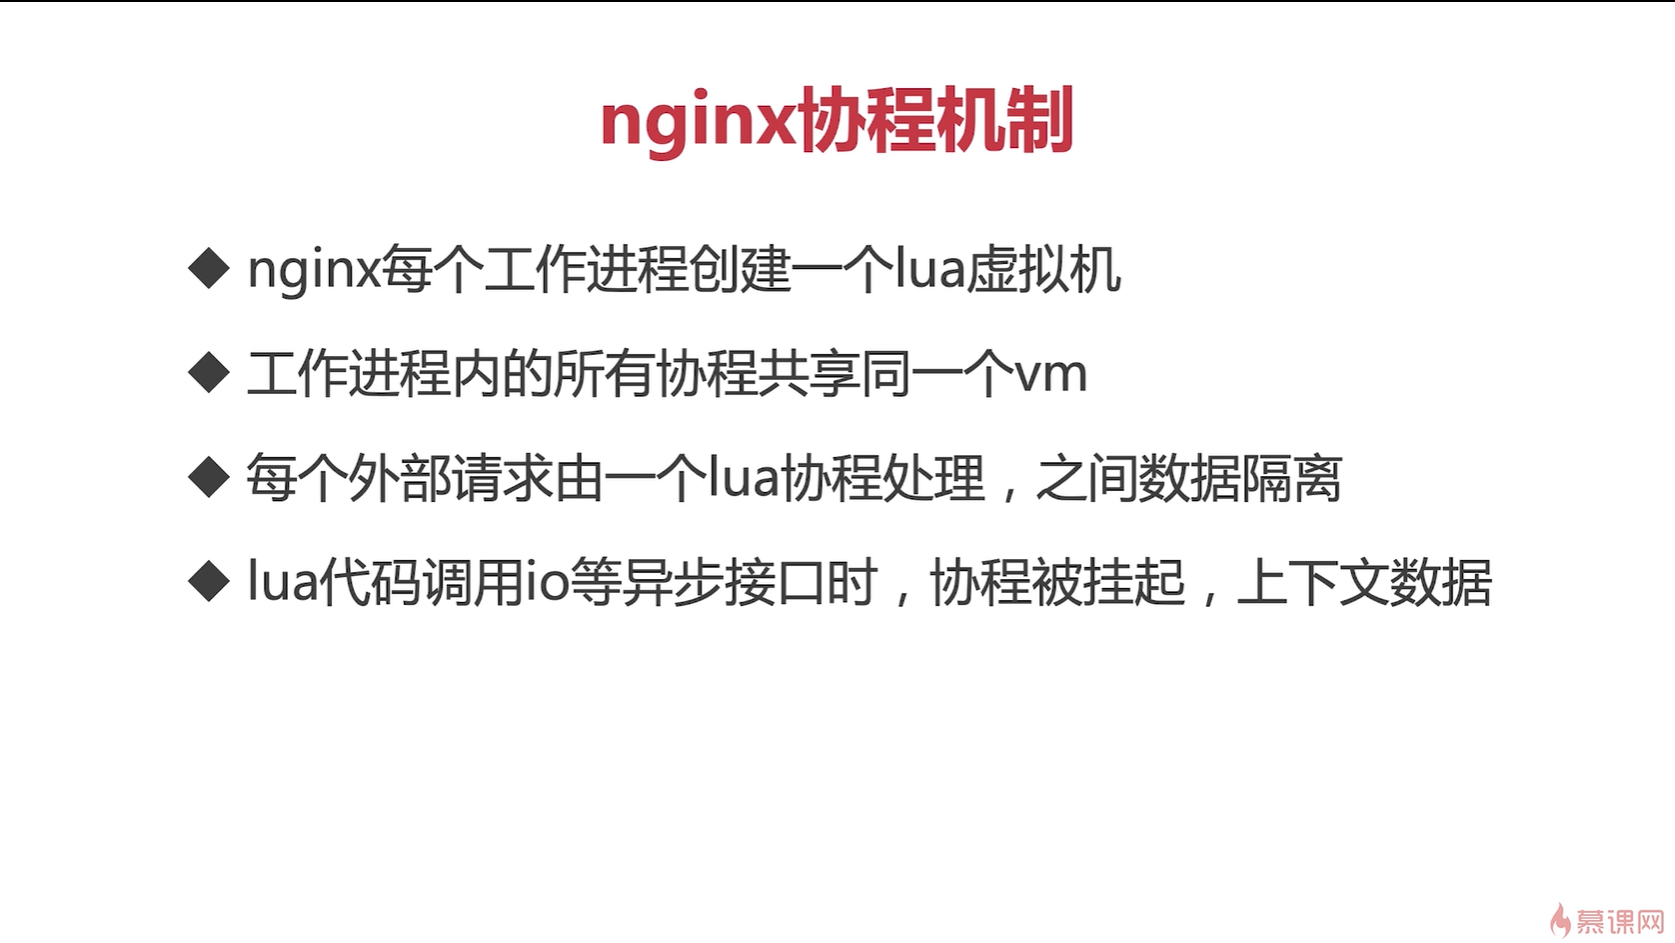 nginx协程机制
◆ nginx每个工作进程创建一个lua虚拟机
◆ 工作进程内的所有协程共享同一个vm
◆ 每个外部请求由一个lua协程处理，之间数据隔离
◆ lua代码调用io等异步接口时，协程被挂起，上下文数据
慕课网